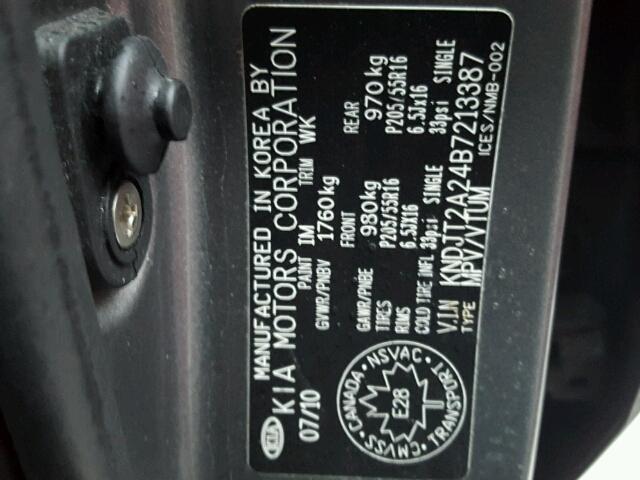 KIA
MANUFACTURED IN KOREA BY
KIA MOTORS CORPORATION
07/10 PAINT IM TRIM WK
GVWR/PNBV 1760kg
FRONT REAR
GAWR/PNBE 980kg 970kg
TIRES P205/55R16 P205/55R16
RIMS 6.5JX16 6.5Jx16
COLD TIRE INFL 33psi SINGLE 33psi SINGLE
V.I.N KNDJT2A24B7213387
TYPE MPV/VTUM ICES/NMB-002
CANADA · NSVAC · TRANSPORT · CMVSS
E28